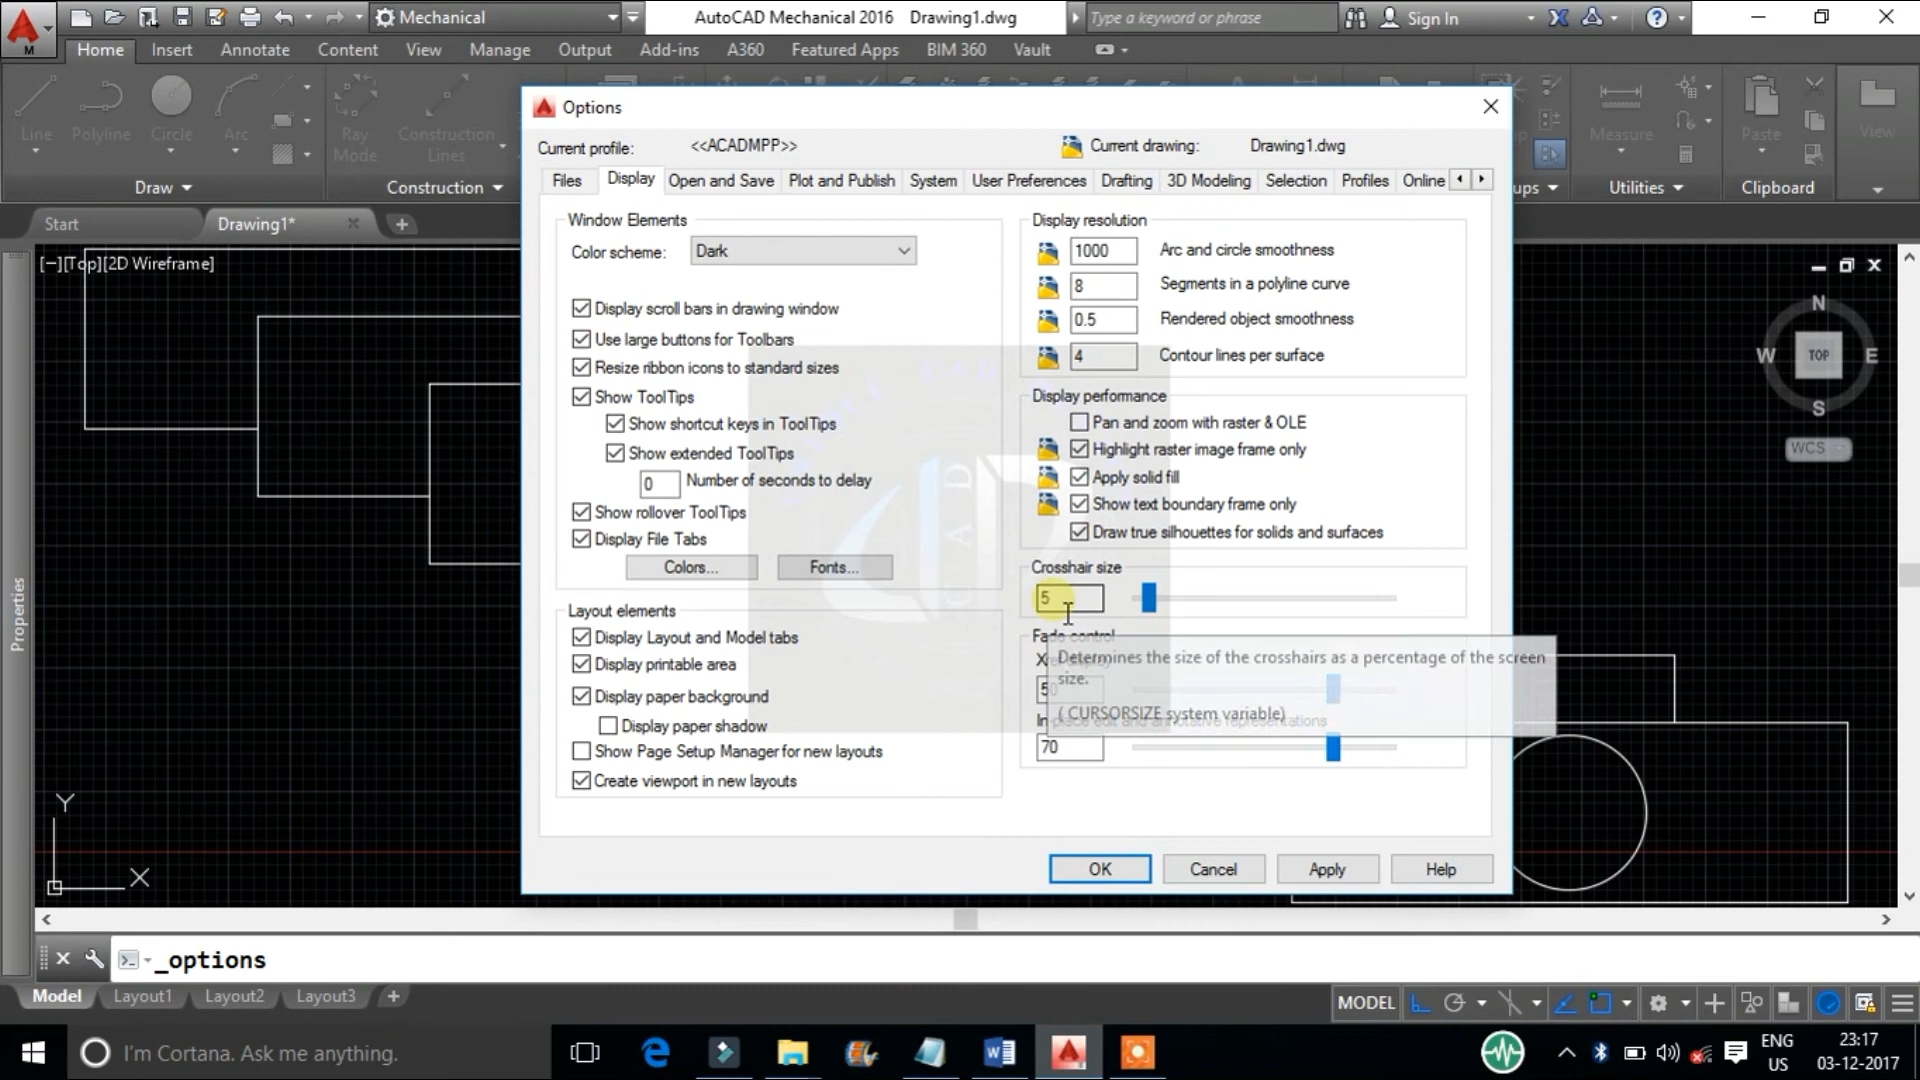 Mechanical
AutoCAD Mechanical 2016 Drawing1.dwg
Type a keyword or phrase
Sign In
M
Home Insert Annotate Content View Manage Output Add-ins A360 Featured Apps BIM 360 Vault
Line Polyline Circle Arc Ray Mode Construction Lines Measure Paste View
Draw Construction ups Utilities Clipboard
Start Drawing1* +
[−][Top][2D Wireframe]
N
W TOP E
S
WCS
Properties
Y
X
Options
Current profile: <<ACADMPP>> Current drawing: Drawing1.dwg
Files Display Open and Save Plot and Publish System User Preferences Drafting 3D Modeling Selection Profiles Online
Window Elements
Color scheme: Dark
Display scroll bars in drawing window
Use large buttons for Toolbars
Resize ribbon icons to standard sizes
Show ToolTips
Show shortcut keys in ToolTips
Show extended ToolTips
0 Number of seconds to delay
Show rollover ToolTips
Display File Tabs
Colors... Fonts...
Layout elements
Display Layout and Model tabs
Display printable area
Display paper background
Display paper shadow
Show Page Setup Manager for new layouts
Create viewport in new layouts
Display resolution
1000 Arc and circle smoothness
8 Segments in a polyline curve
0.5 Rendered object smoothness
4 Contour lines per surface
Display performance
Pan and zoom with raster & OLE
Highlight raster image frame only
Apply solid fill
Show text boundary frame only
Draw true silhouettes for solids and surfaces
Crosshair size
5
Fade control
Determines the size of the crosshairs as a percentage of the screen
size.
50
( CURSORSIZE system variable)
In-place edit and annotative representations
70
CAD
OK Cancel Apply Help
_options
Model Layout1 Layout2 Layout3 +
MODEL
I'm Cortana. Ask me anything.
ENG
US
23:17
03-12-2017